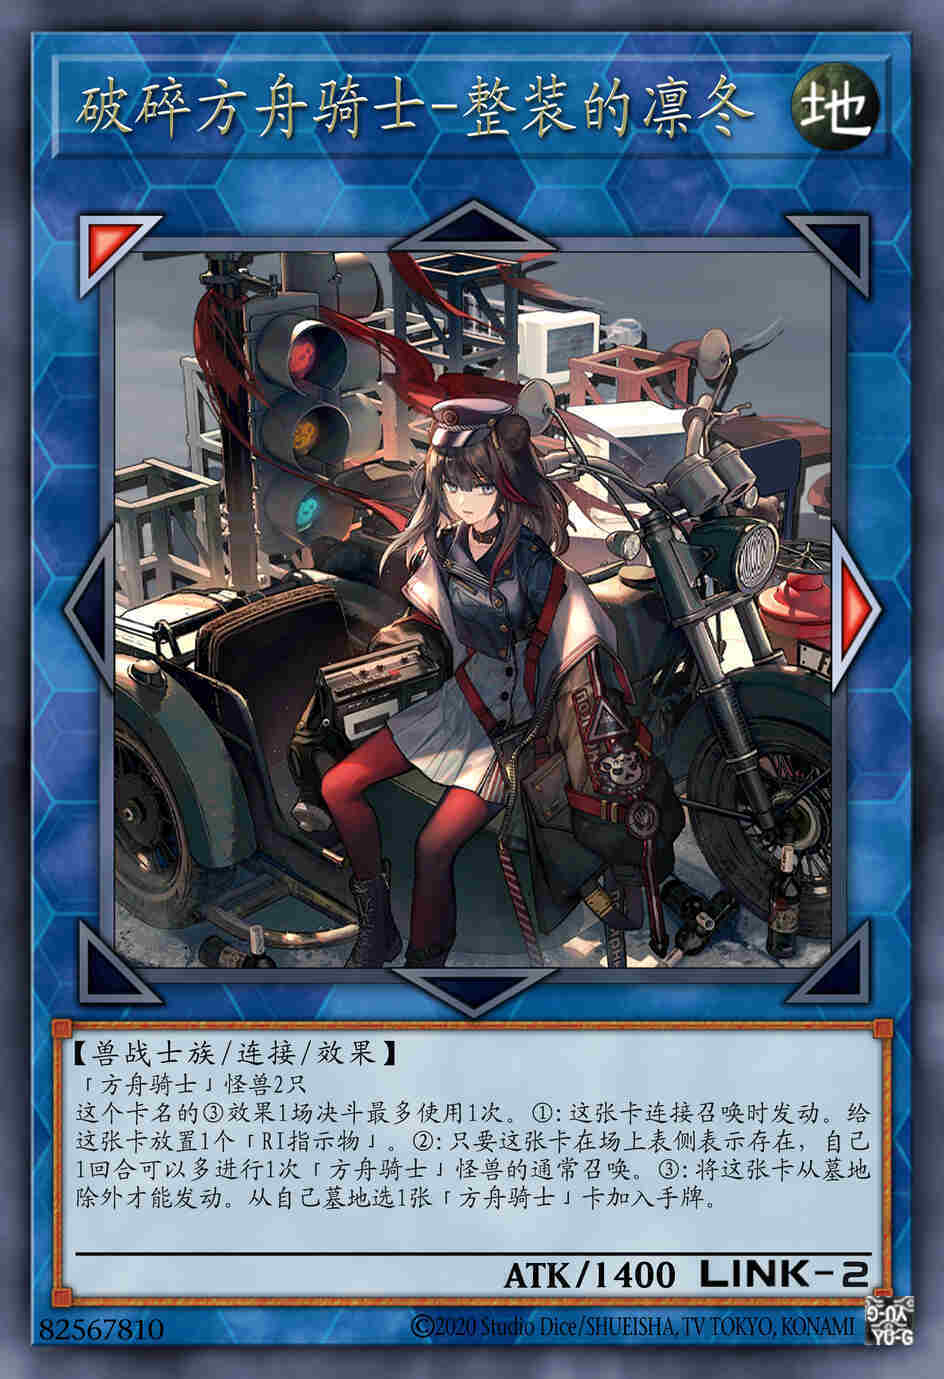 破碎方舟骑士-整装的凛冬
地
【兽战士族/连接/效果】
「方舟骑士」怪兽2只
这个卡名的③效果1场决斗最多使用1次。①:这张卡连接召唤时发动。给
这张卡放置1个「RI指示物」。②:只要这张卡在场上表侧表示存在，自己
1回合可以多进行1次「方舟骑士」怪兽的通常召唤。③:将这张卡从墓地
除外才能发动。从自己墓地选1张「方舟骑士」卡加入手牌。
ATK/1400 LINK-2
82567810 ©2020 Studio Dice/SHUEISHA, TV TOKYO, KONAMI